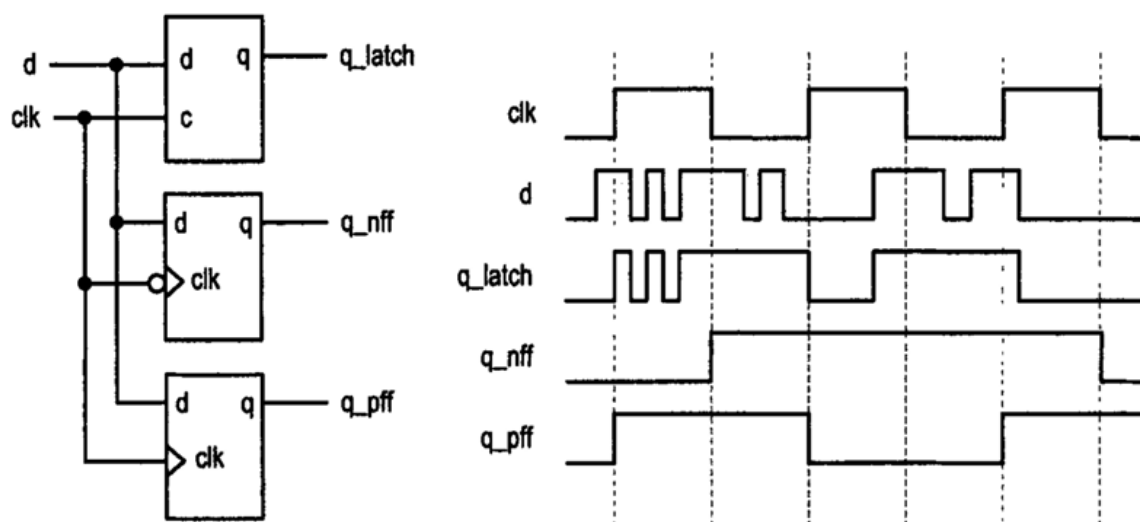 d
clk
d
q
c
q_latch
d
q
clk
q_nff
d
q
clk
q_pff
clk
d
q_latch
q_nff
q_pff